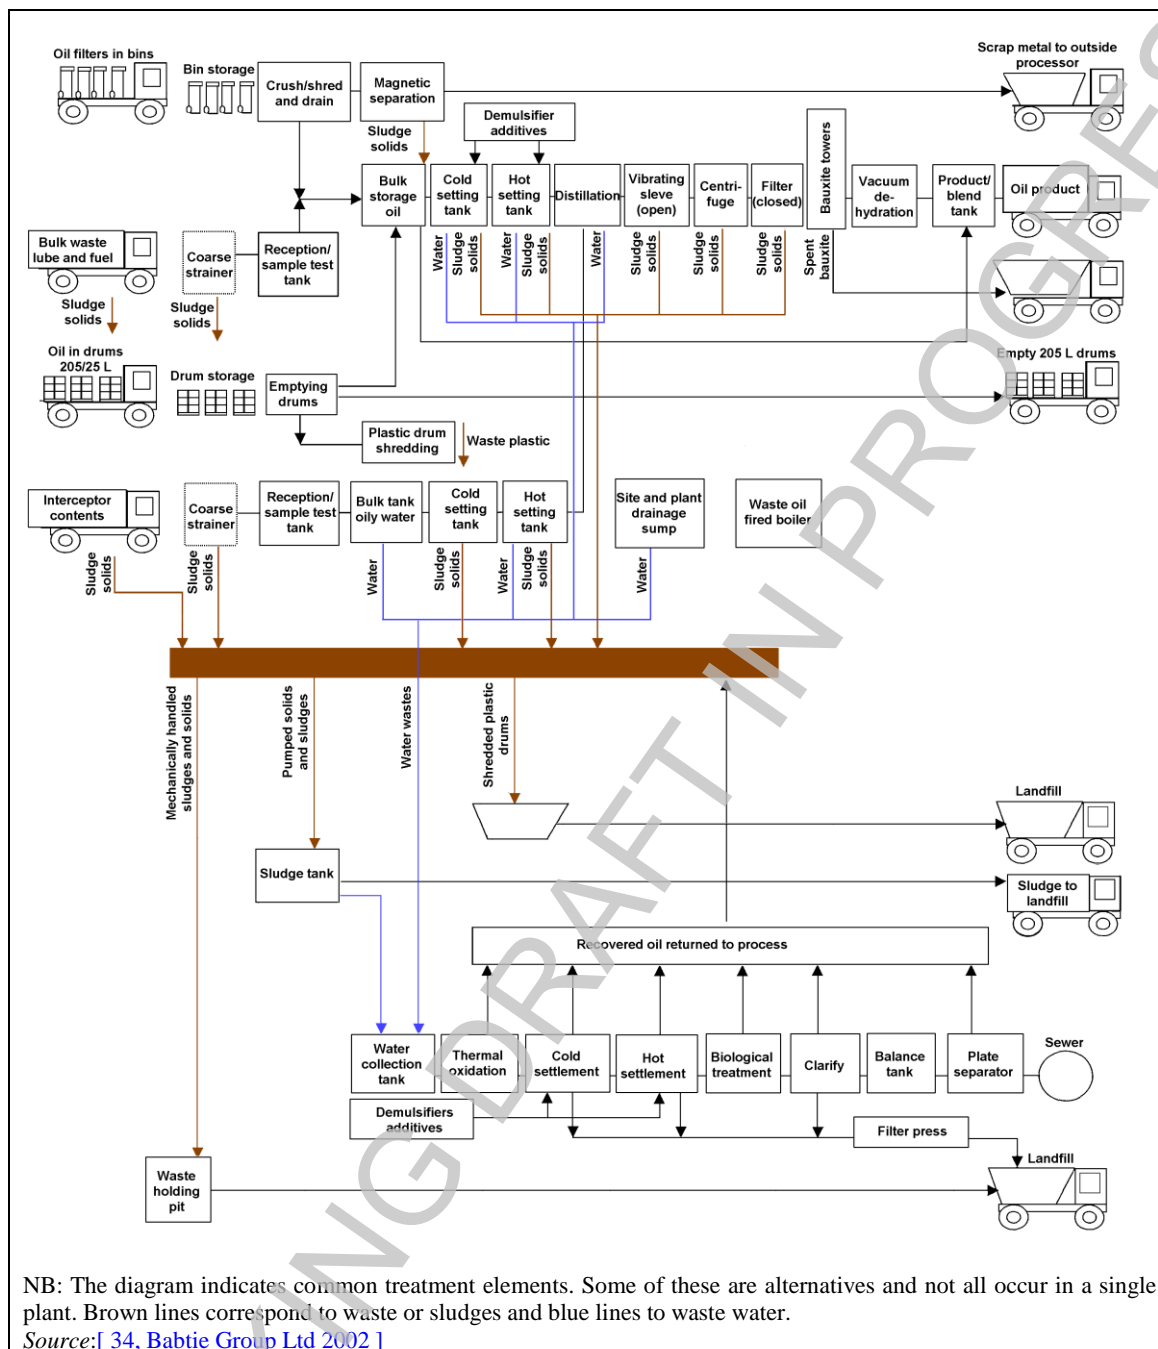 Oil filters in bins
Bin storage
Crush/shred
and drain
Magnetic
separation
Scrap metal to outside
processor
Sludge
solids
Demulsifier
additives
Bulk
storage
oil
Cold
setting
tank
Hot
setting
tank
Distillation
Vibrating
sleve
(open)
Centri-
fuge
Filter
(closed)
Bauxite towers
Vacuum
de-
hydration
Product/
blend
tank
Oil product
Bulk waste
lube and fuel
Coarse
strainer
Reception/
sample test
tank
Water
Sludge
solids
Water
Sludge
solids
Water
Sludge
solids
Sludge
solids
Sludge
solids
Spent
bauxite
Sludge
solids
Sludge
solids
Oil in drums
205/25 L
Drum storage
Emptying
drums
Empty 205 L drums
Plastic drum
shredding
Waste plastic
Interceptor
contents
Coarse
strainer
Reception/
sample test
tank
Bulk tank
oily water
Cold
setting
tank
Hot
setting
tank
Site and plant
drainage
sump
Waste oil
fired boiler
Sludge
solids
Sludge
solids
Water
Sludge
solids
Water
Sludge
solids
Water
Mechanically handled
sludges and solids
Pumped solids
and sludges
Water wastes
Shredded plastic
drums
Landfill
Sludge tank
Sludge to
landfill
Recovered oil returned to process
Water
collection
tank
Thermal
oxidation
Cold
settlement
Hot
settlement
Biological
treatment
Clarify
Balance
tank
Plate
separator
Sewer
Demulsifiers
additives
Filter press
Waste
holding
pit
Landfill
NB: The diagram indicates common treatment elements. Some of these are alternatives and not all occur in a single
plant. Brown lines correspond to waste or sludges and blue lines to waste water.
Source:[ 34, Babtie Group Ltd 2002 ]
KING DRAFT IN PROGRES